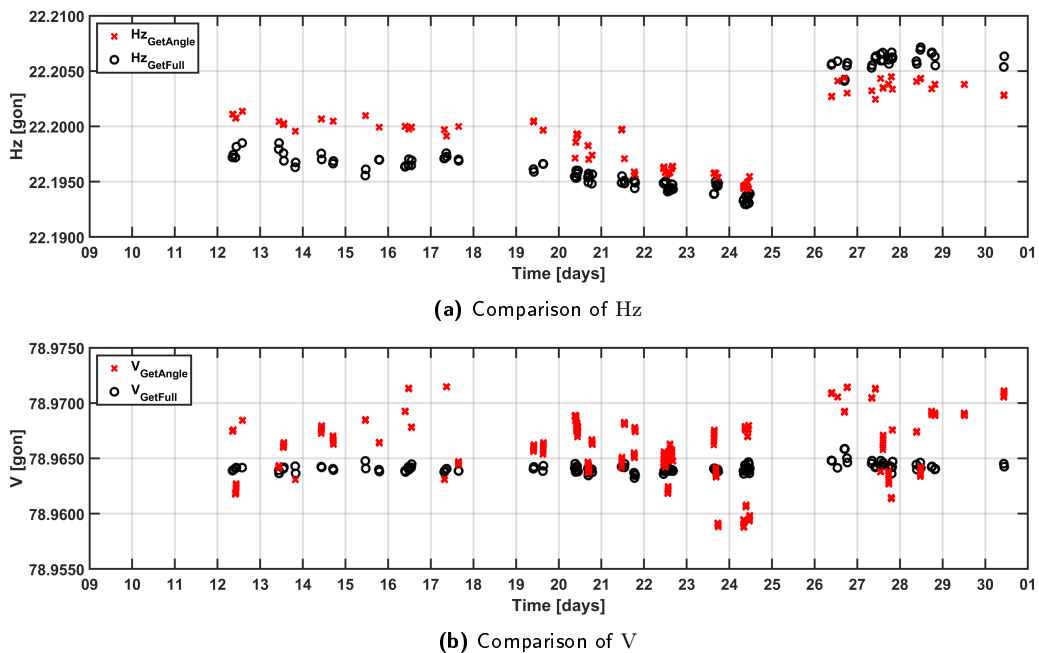 22.2100
22.2050
22.2000
22.1950
22.1900
Hz [gon]
Hz_GetAngle
Hz_GetFull
09 10 11 12 13 14 15 16 17 18 19 20 21 22 23 24 25 26 27 28 29 30 01
Time [days]
(a) Comparison of Hz
78.9750
78.9700
78.9650
78.9600
78.9550
V [gon]
V_GetAngle
V_GetFull
09 10 11 12 13 14 15 16 17 18 19 20 21 22 23 24 25 26 27 28 29 30 01
Time [days]
(b) Comparison of V